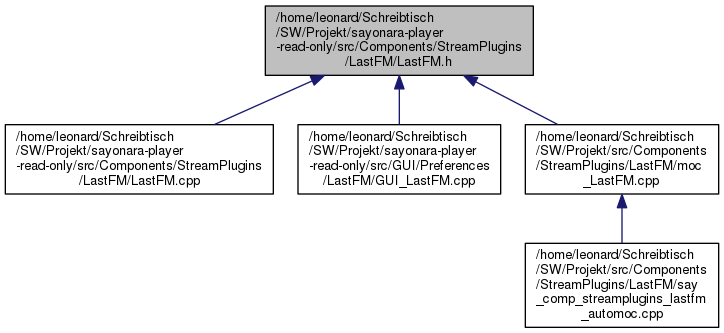 /home/leonard/Schreibtisch
/SW/Projekt/sayonara-player
-read-only/src/Components/StreamPlugins
/LastFM/LastFM.h
/home/leonard/Schreibtisch
/SW/Projekt/sayonara-player
-read-only/src/Components/StreamPlugins
/LastFM/LastFM.cpp
/home/leonard/Schreibtisch
/SW/Projekt/sayonara-player
-read-only/src/GUI/Preferences
/LastFM/GUI_LastFM.cpp
/home/leonard/Schreibtisch
/SW/Projekt/src/Components
/StreamPlugins/LastFM/moc
_LastFM.cpp
/home/leonard/Schreibtisch
/SW/Projekt/src/Components
/StreamPlugins/LastFM/say
_comp_streamplugins_lastfm
_automoc.cpp